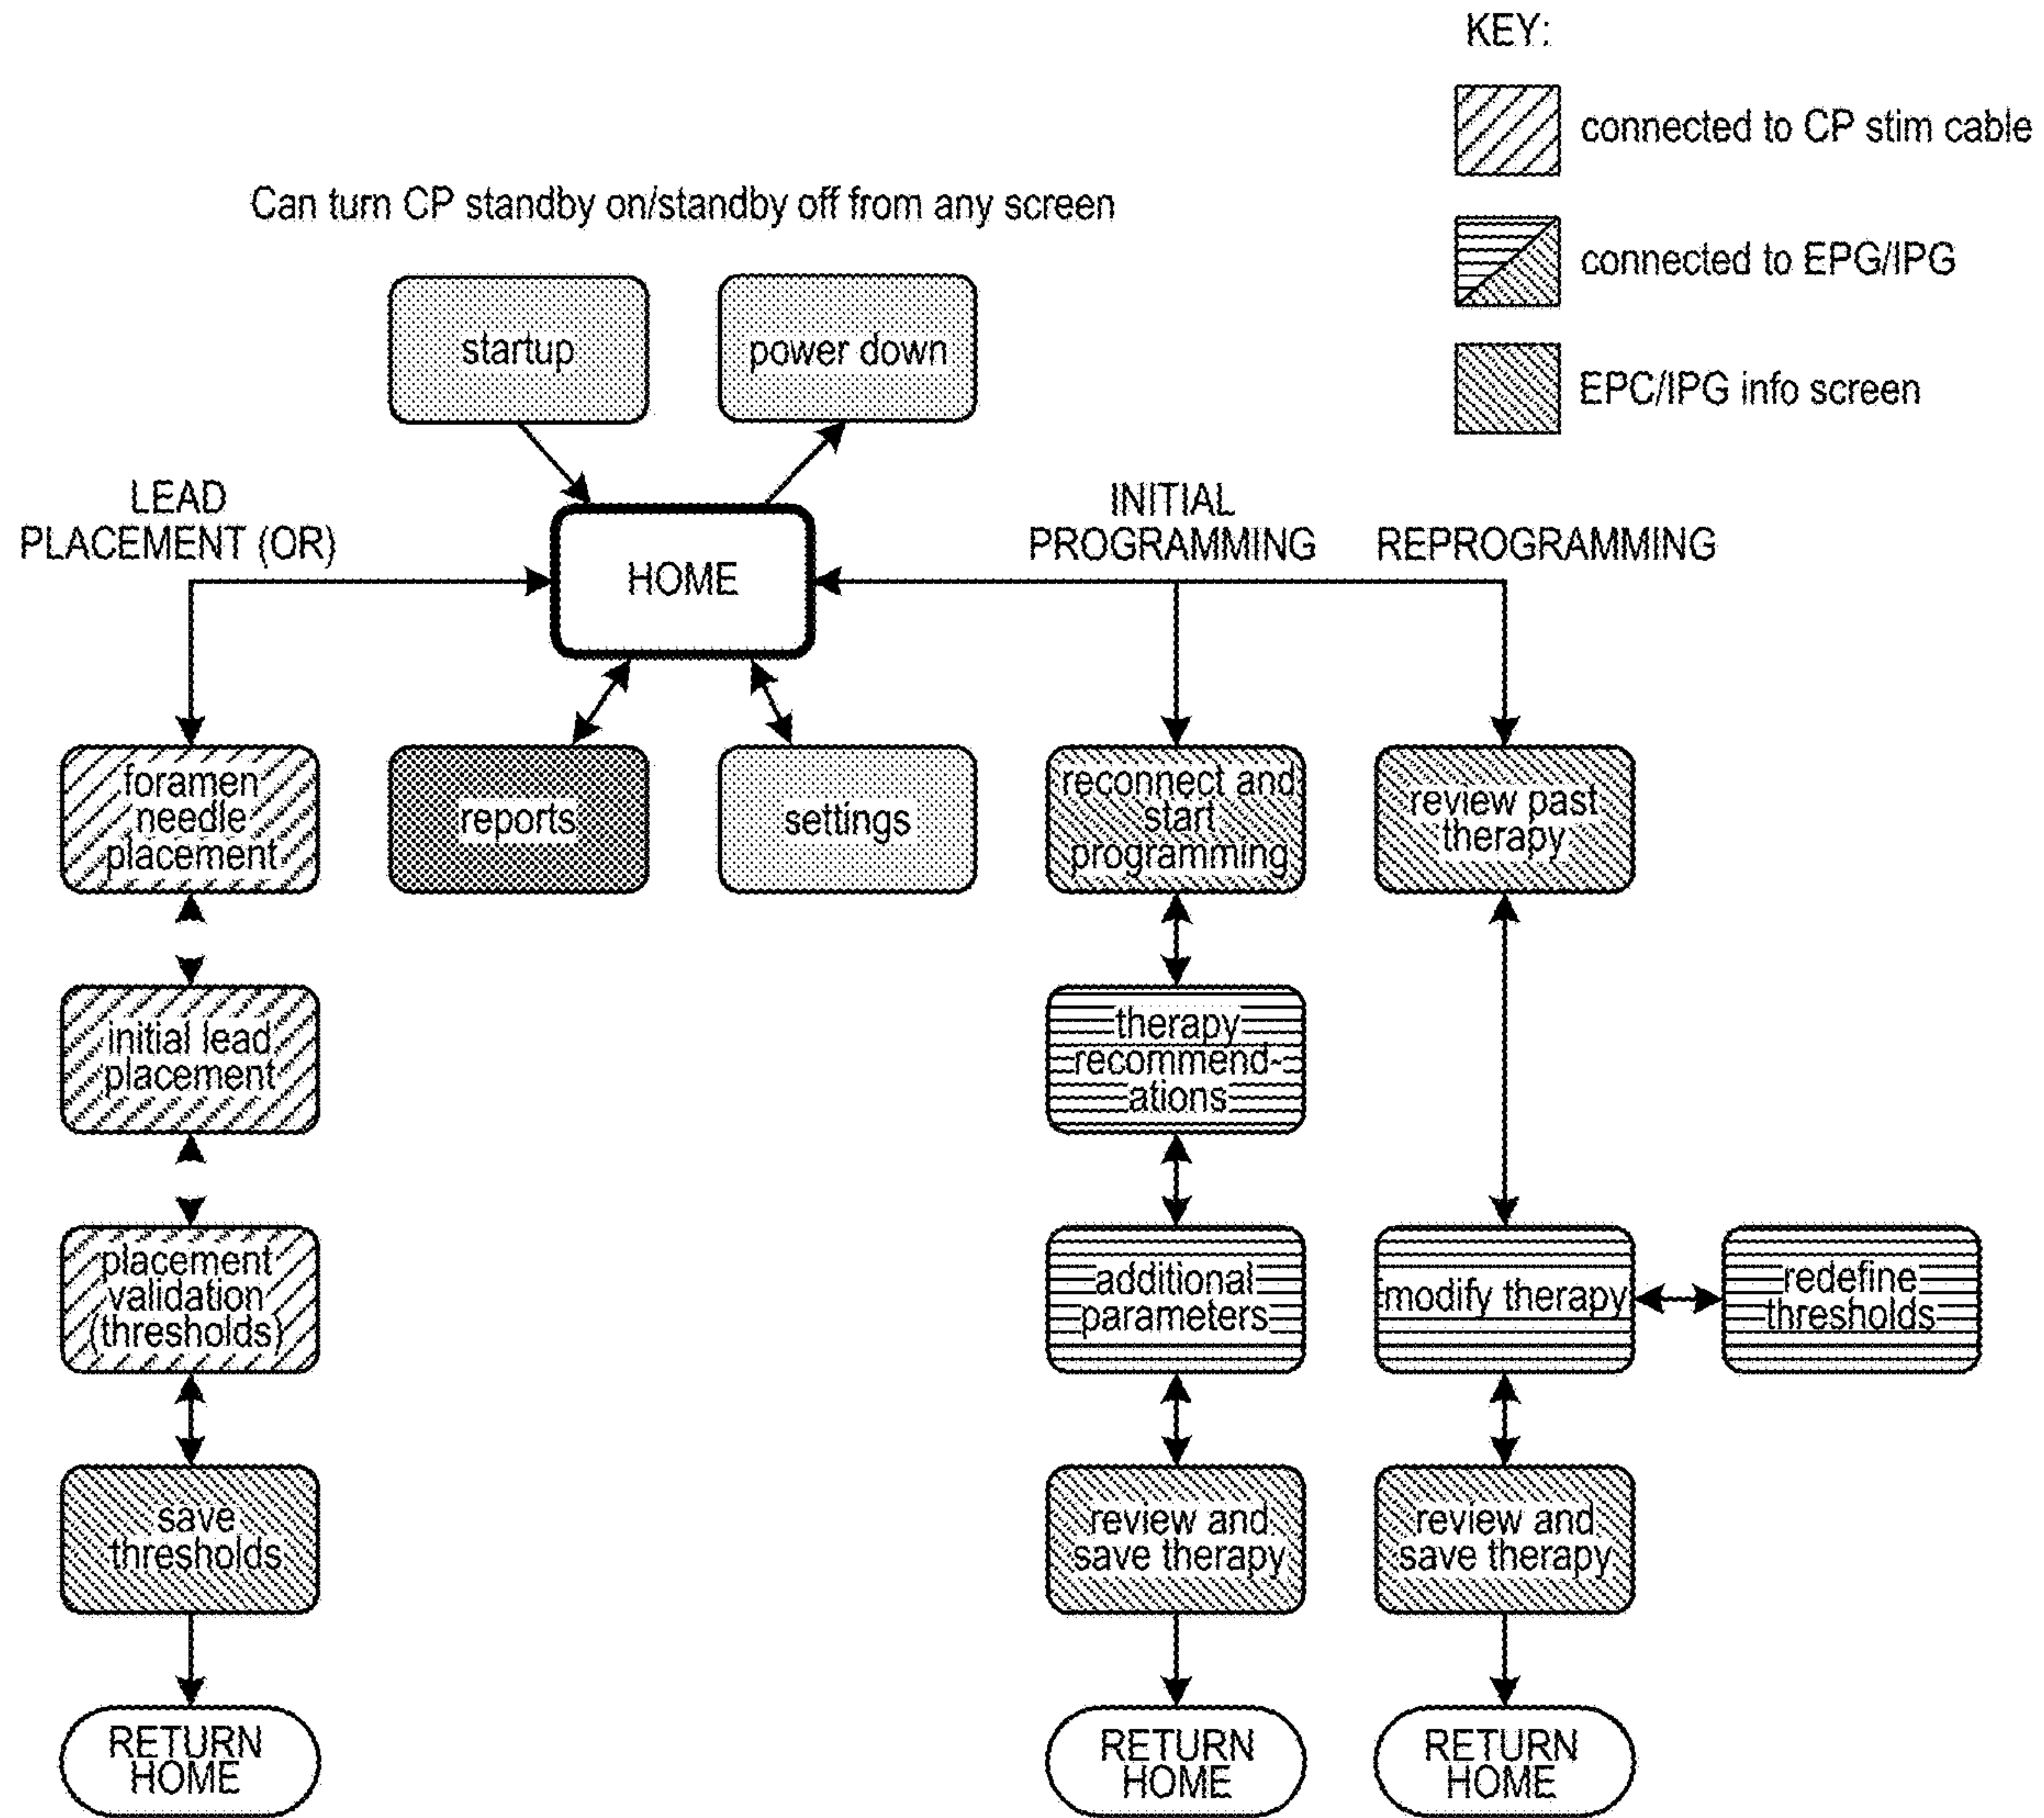 KEY:
connected to CP stim cable
connected to EPG/IPG
EPC/IPG info screen
Can turn CP standby on/standby off from any screen
startup
power down
LEAD
PLACEMENT (OR)
HOME
INITIAL
PROGRAMMING
REPROGRAMMING
foramen
needle
placement
reports
settings
reconnect and
start
programming
review past
therapy
initial lead
placement
therapy
recommend-
ations
placement
validation
(thresholds)
additional
parameters
modify therapy
redefine
thresholds
save
thresholds
review and
save therapy
review and
save therapy
RETURN
HOME
RETURN
HOME
RETURN
HOME